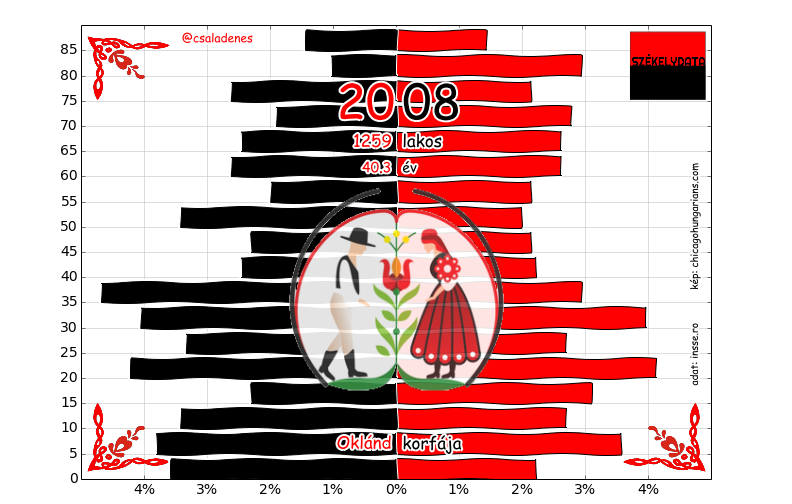 @csaladenes
SZÉKELYDATA
2008
1259 lakos
40.3 év
kép: chicagohungarians.com
adat: insse.ro
Oklánd korfája
85
80
75
70
65
60
55
50
45
40
35
30
25
20
15
10
5
0
4% 3% 2% 1% 0% 1% 2% 3% 4%